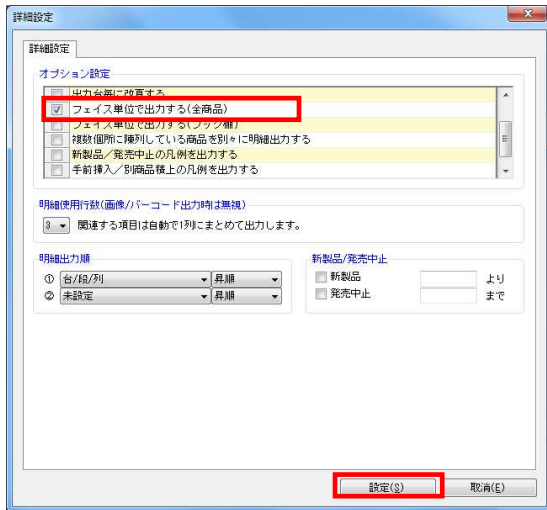 詳細設定
詳細設定
オプション設定
出力台毎に改頁する
フェイス単位で出力する(全商品)
フェイス単位で出力する(フック棚)
複数個所に陳列している商品を別々に明細出力する
新製品/発売中止の凡例を出力する
手前挿入/別商品積上の凡例を出力する
明細使用行数(画像/バーコード出力時は無視)
3 関連する項目は自動で1列にまとめて出力します。
明細出力順
① 台/段/列 昇順
② 未設定 昇順
新製品/発売中止
新製品 より
発売中止 まで
設定(S) 取消(E)